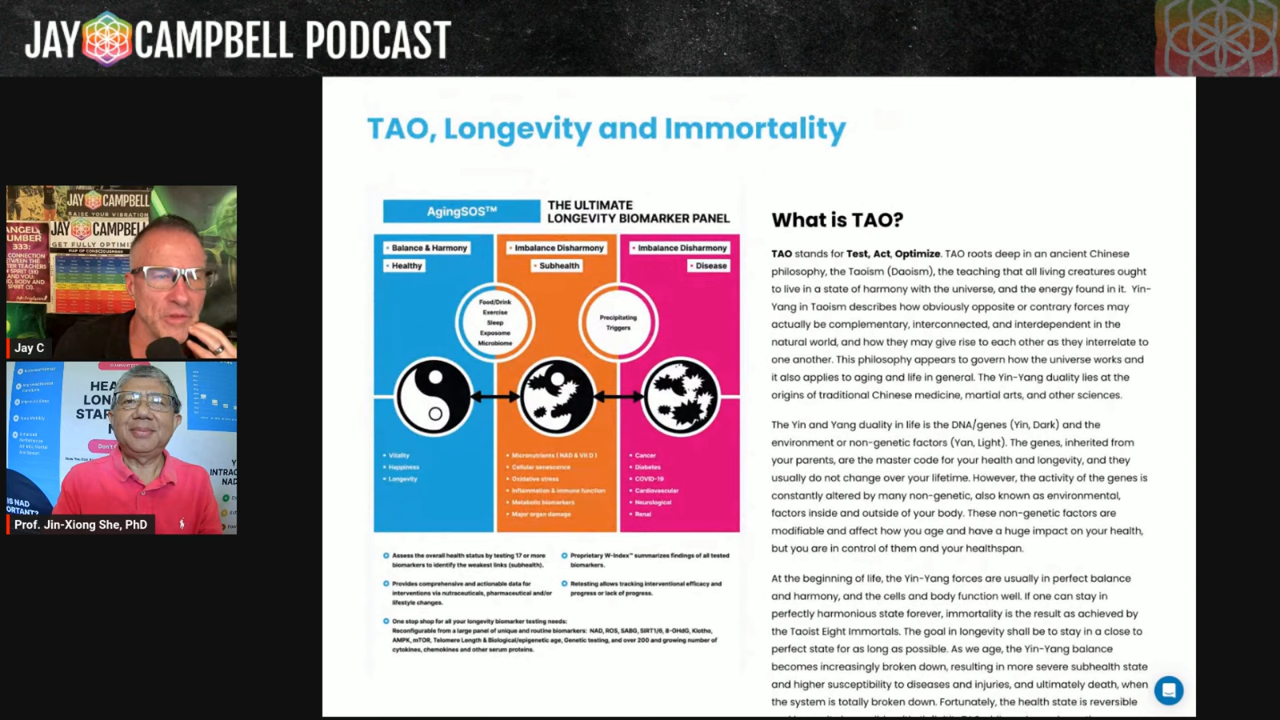 JAY CAMPBELL PODCAST
TAO, Longevity and Immortality
AgingSOS™
THE ULTIMATE
LONGEVITY BIOMARKER PANEL
Balance & Harmony
Healthy
Imbalance Disharmony
Subhealth
Imbalance Disharmony
Disease
Food/Drink
Exercise
Sleep
Exposome
Microbiome
Precipitating
Triggers
Vitality
Happiness
Longevity
Micronutrients ( NAD & Vit D )
Cellular senescence
Oxidative stress
Inflammation & immune function
Metabolic biomarkers
Major organ damage
Cancer
Diabetes
COVID-19
Cardiovascular
Neurological
Renal
Assess the overall health status by testing 17 or more
biomarkers to identify the weakest links (subhealth).
Provides comprehensive and actionable data for
interventions via nutraceuticals, pharmaceutical and/or
lifestyle changes.
Proprietary W-Index™ summarizes findings of all tested
biomarkers.
Retesting allows tracking interventional efficacy and
progress or lack of progress.
One stop shop for all your longevity biomarker testing needs:
Reconfigurable from a large panel of unique and routine biomarkers: NAD, ROS, SABG, SIRT1/6, 8-OHdG, Klotho,
AMPK, mTOR, Telomere Length & Biological/epigenetic age, Genetic testing, and over 200 and growing number of
cytokines, chemokines and other serum proteins.
What is TAO?
TAO stands for Test, Act, Optimize. TAO roots deep in an ancient Chinese
philosophy, the Taoism (Daoism), the teaching that all living creatures ought
to live in a state of harmony with the universe, and the energy found in it. Yin-
Yang in Taoism describes how obviously opposite or contrary forces may
actually be complementary, interconnected, and interdependent in the
natural world, and how they may give rise to each other as they interrelate to
one another. This philosophy appears to govern how the universe works and
it also applies to aging and life in general. The Yin-Yang duality lies at the
origins of traditional Chinese medicine, martial arts, and other sciences.
The Yin and Yang duality in life is the DNA/genes (Yin, Dark) and the
environment or non-genetic factors (Yan, Light). The genes, inherited from
your parents, are the master code for your health and longevity, and they
usually do not change over your lifetime. However, the activity of the genes is
constantly altered by many non-genetic, also known as environmental,
factors inside and outside of your body. These non-genetic factors are
modifiable and affect how you age and have a huge impact on your health,
but you are in control of them and your healthspan.
At the beginning of life, the Yin-Yang forces are usually in perfect balance
and harmony, and the cells and body function well. If one can stay in
perfectly harmonious state forever, immortality is the result as achieved by
the Taoist Eight Immortals. The goal in longevity shall be to stay in a close to
perfect state for as long as possible. As we age, the Yin-Yang balance
becomes increasingly broken down, resulting in more severe subhealth state
and higher susceptibility to diseases and injuries, and ultimately death, when
the system is totally broken down. Fortunately, the health state is reversible
JAY CAMPBELL
RAISE YOUR VIBRATION
JAY CAMPBELL
GET FULLY OPTIMIZED
MAP OF CONSCIOUSNESS
ANGEL
NUMBER
333:
Jay C
Prof. Jin-Xiong She, PhD